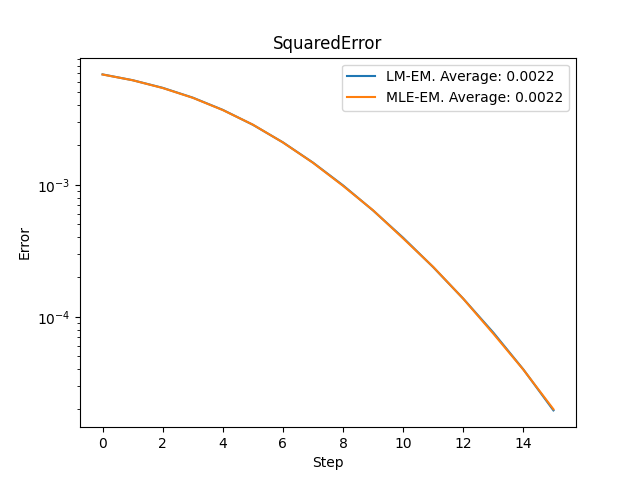 SquaredError
LM-EM. Average: 0.0022
MLE-EM. Average: 0.0022
Error
10⁻³
10⁻⁴
0 2 4 6 8 10 12 14
Step